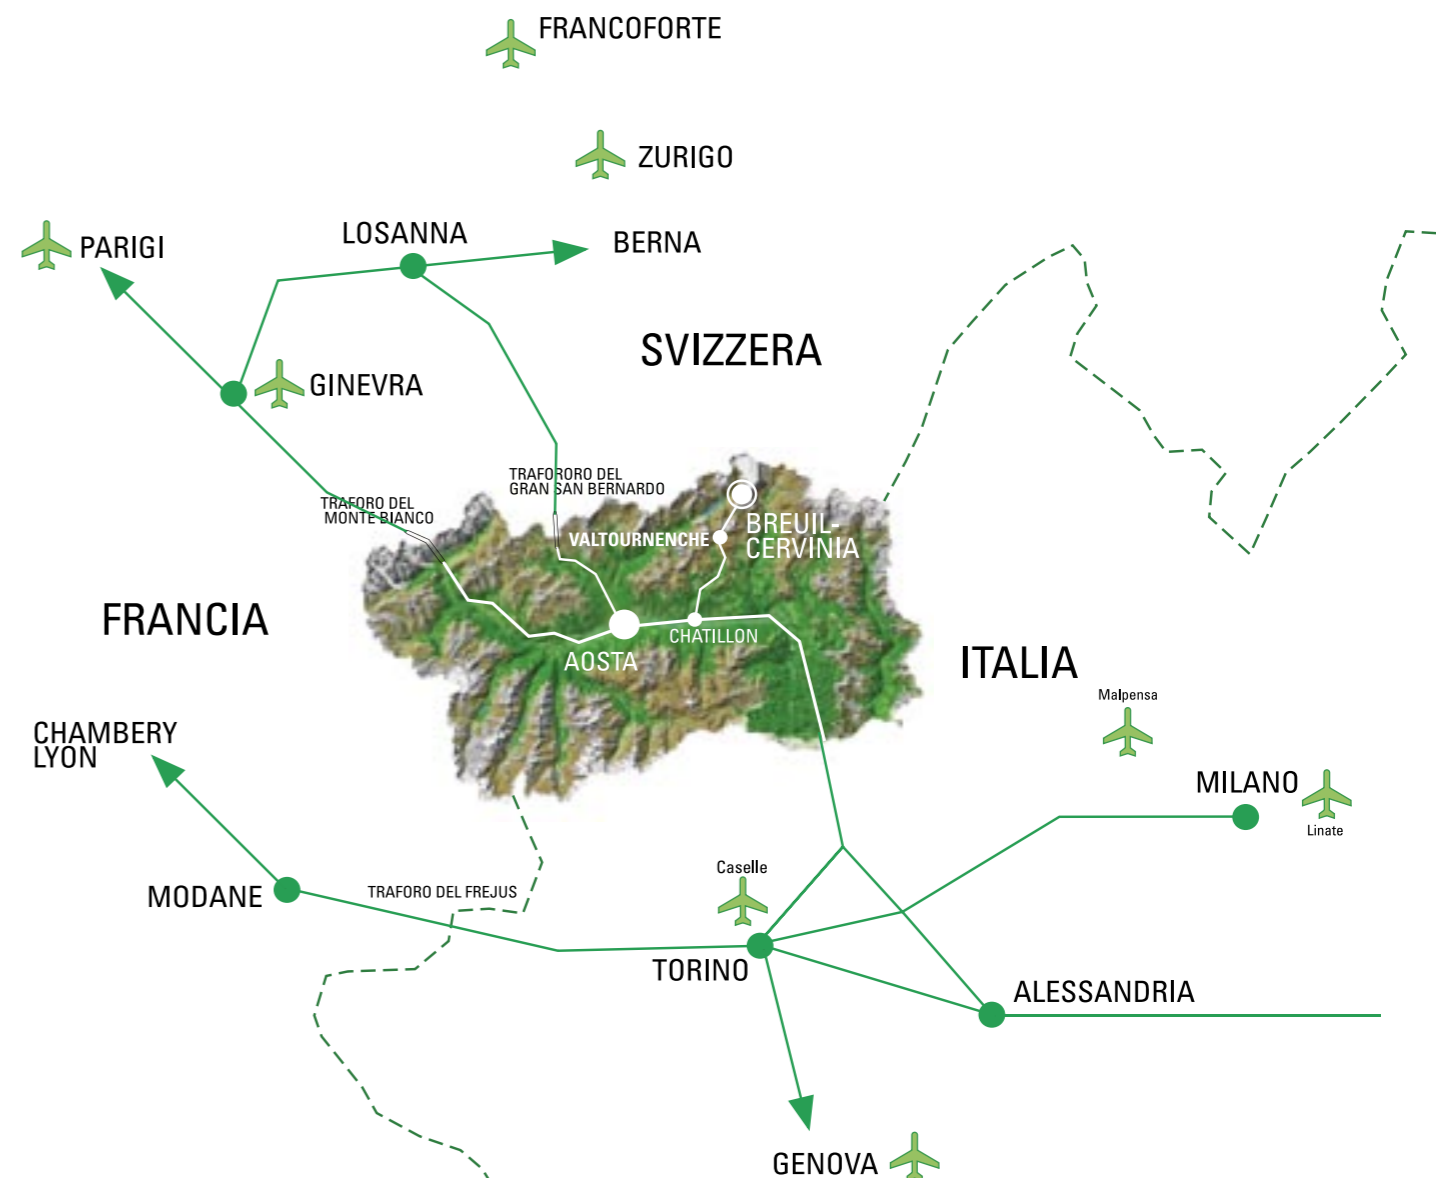 FRANCOFORTE
ZURIGO
PARIGI
LOSANNA
BERNA
SVIZZERA
GINEVRA
TRAFORORO DEL
GRAN SAN BERNARDO
TRAFORO DEL
MONTE BIANCO
BREUIL-
CERVINIA
VALTOURNENCHE
FRANCIA
CHATILLON
AOSTA
ITALIA
Malpensa
CHAMBERY
LYON
MILANO
Linate
Caselle
MODANE
TRAFORO DEL FREJUS
TORINO
ALESSANDRIA
GENOVA